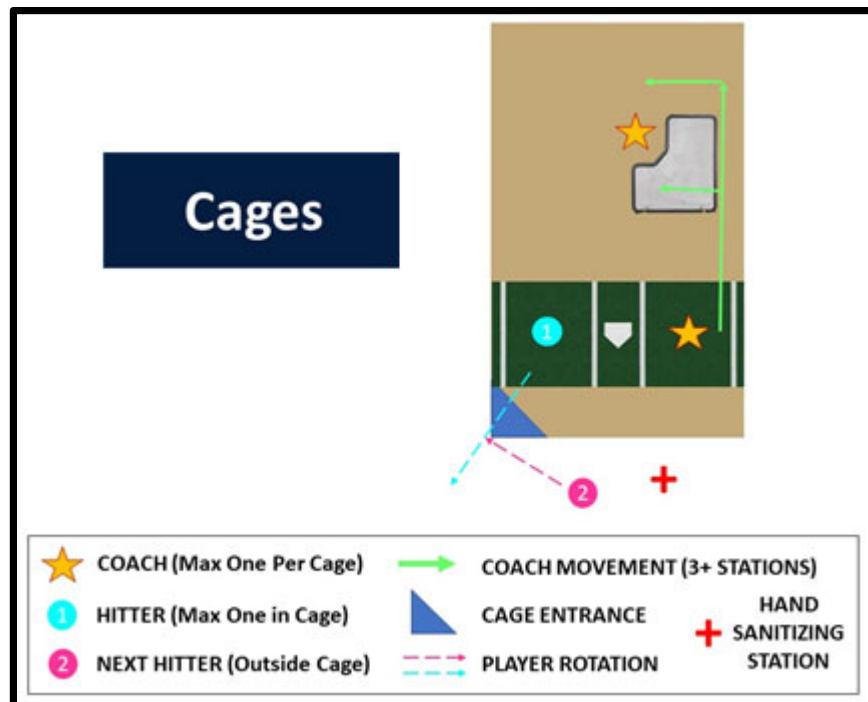 Cages
1
2
COACH (Max One Per Cage)
COACH MOVEMENT (3+ STATIONS)
1
HITTER (Max One in Cage)
CAGE ENTRANCE
HAND
SANITIZING
STATION
2
NEXT HITTER (Outside Cage)
PLAYER ROTATION